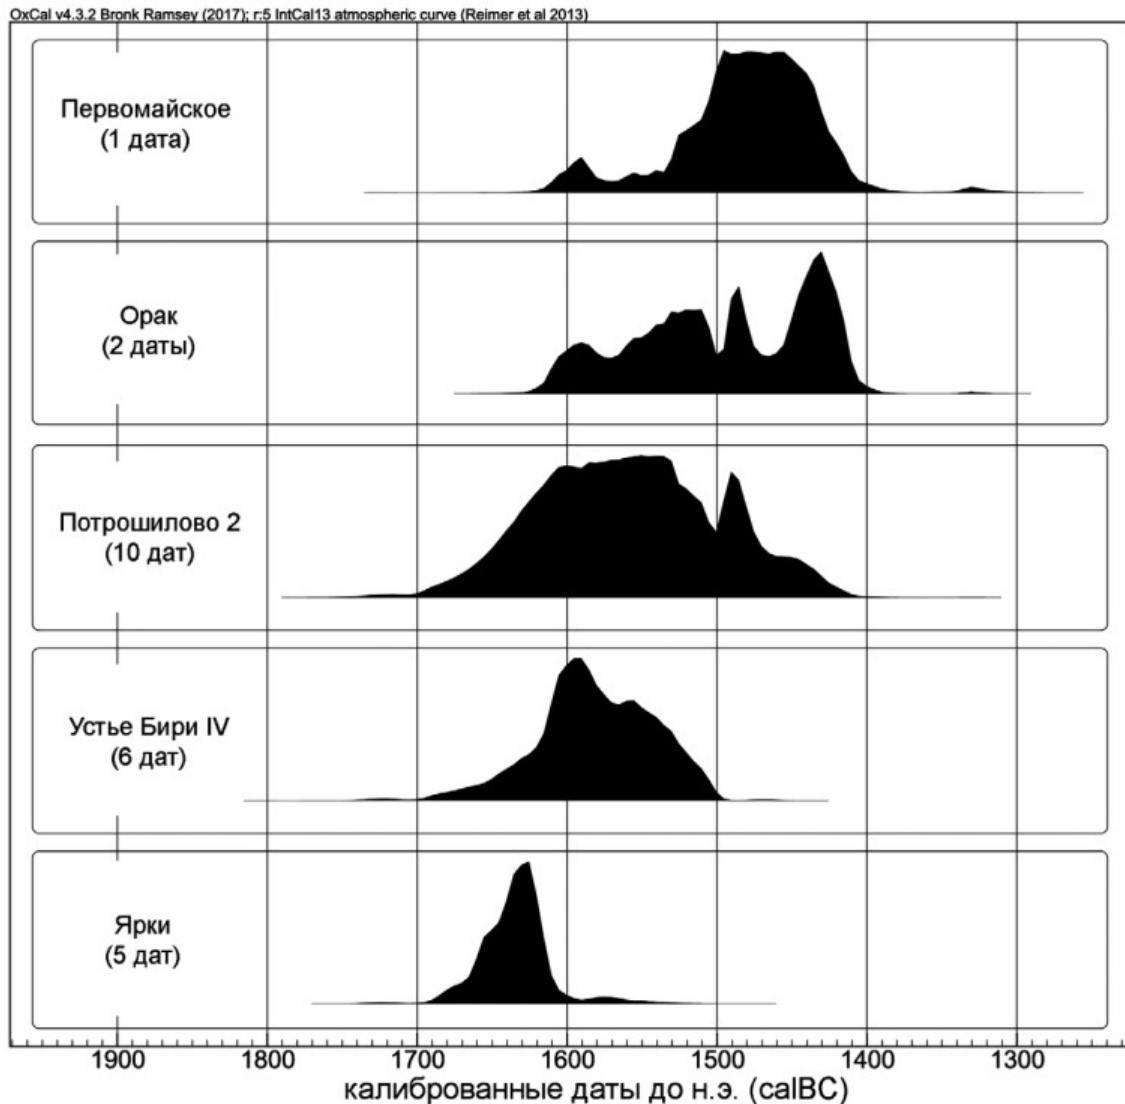 OxCal v4.3.2 Bronk Ramsey (2017); r:5 IntCal13 atmospheric curve (Reimer et al 2013)
Первомайское
(1 дата)
Орак
(2 даты)
Потрошилово 2
(10 дат)
Устье Бири IV
(6 дат)
Ярки
(5 дат)
1900 1800 1700 1600 1500 1400 1300
калиброванные даты до н.э. (calBC)